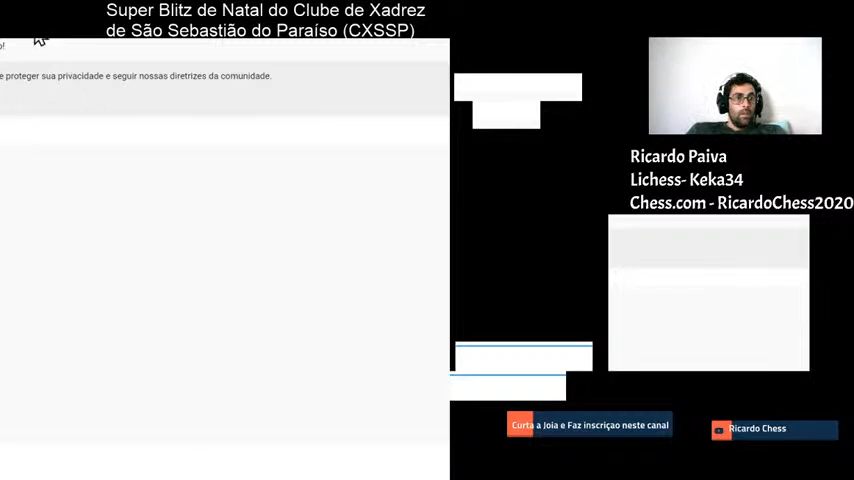 Super Blitz de Natal do Clube de Xadrez
de São Sebastião do Paraíso (CXSSP)
o!
e proteger sua privacidade e seguir nossas diretrizes da comunidade.
Ricardo Paiva
Lichess- Keka34
Chess.com - RicardoChess2020
Curta a Joia e Faz inscriçao neste canal
Ricardo Chess